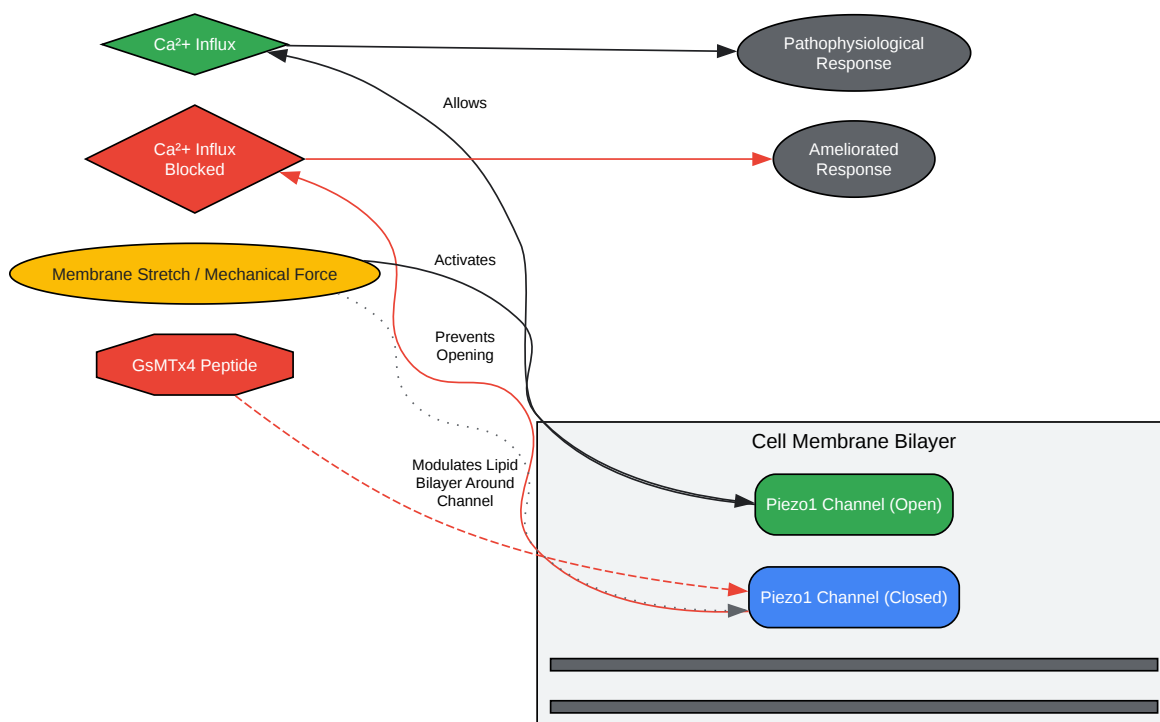 Ca²+ Influx
Pathophysiological
Response
Allows
Ca²+ Influx
Blocked
Ameliorated
Response
Membrane Stretch / Mechanical Force
Activates
Prevents
Opening
GsMTx4 Peptide
Cell Membrane Bilayer
Modulates Lipid
Bilayer Around
Channel
Piezo1 Channel (Open)
Piezo1 Channel (Closed)